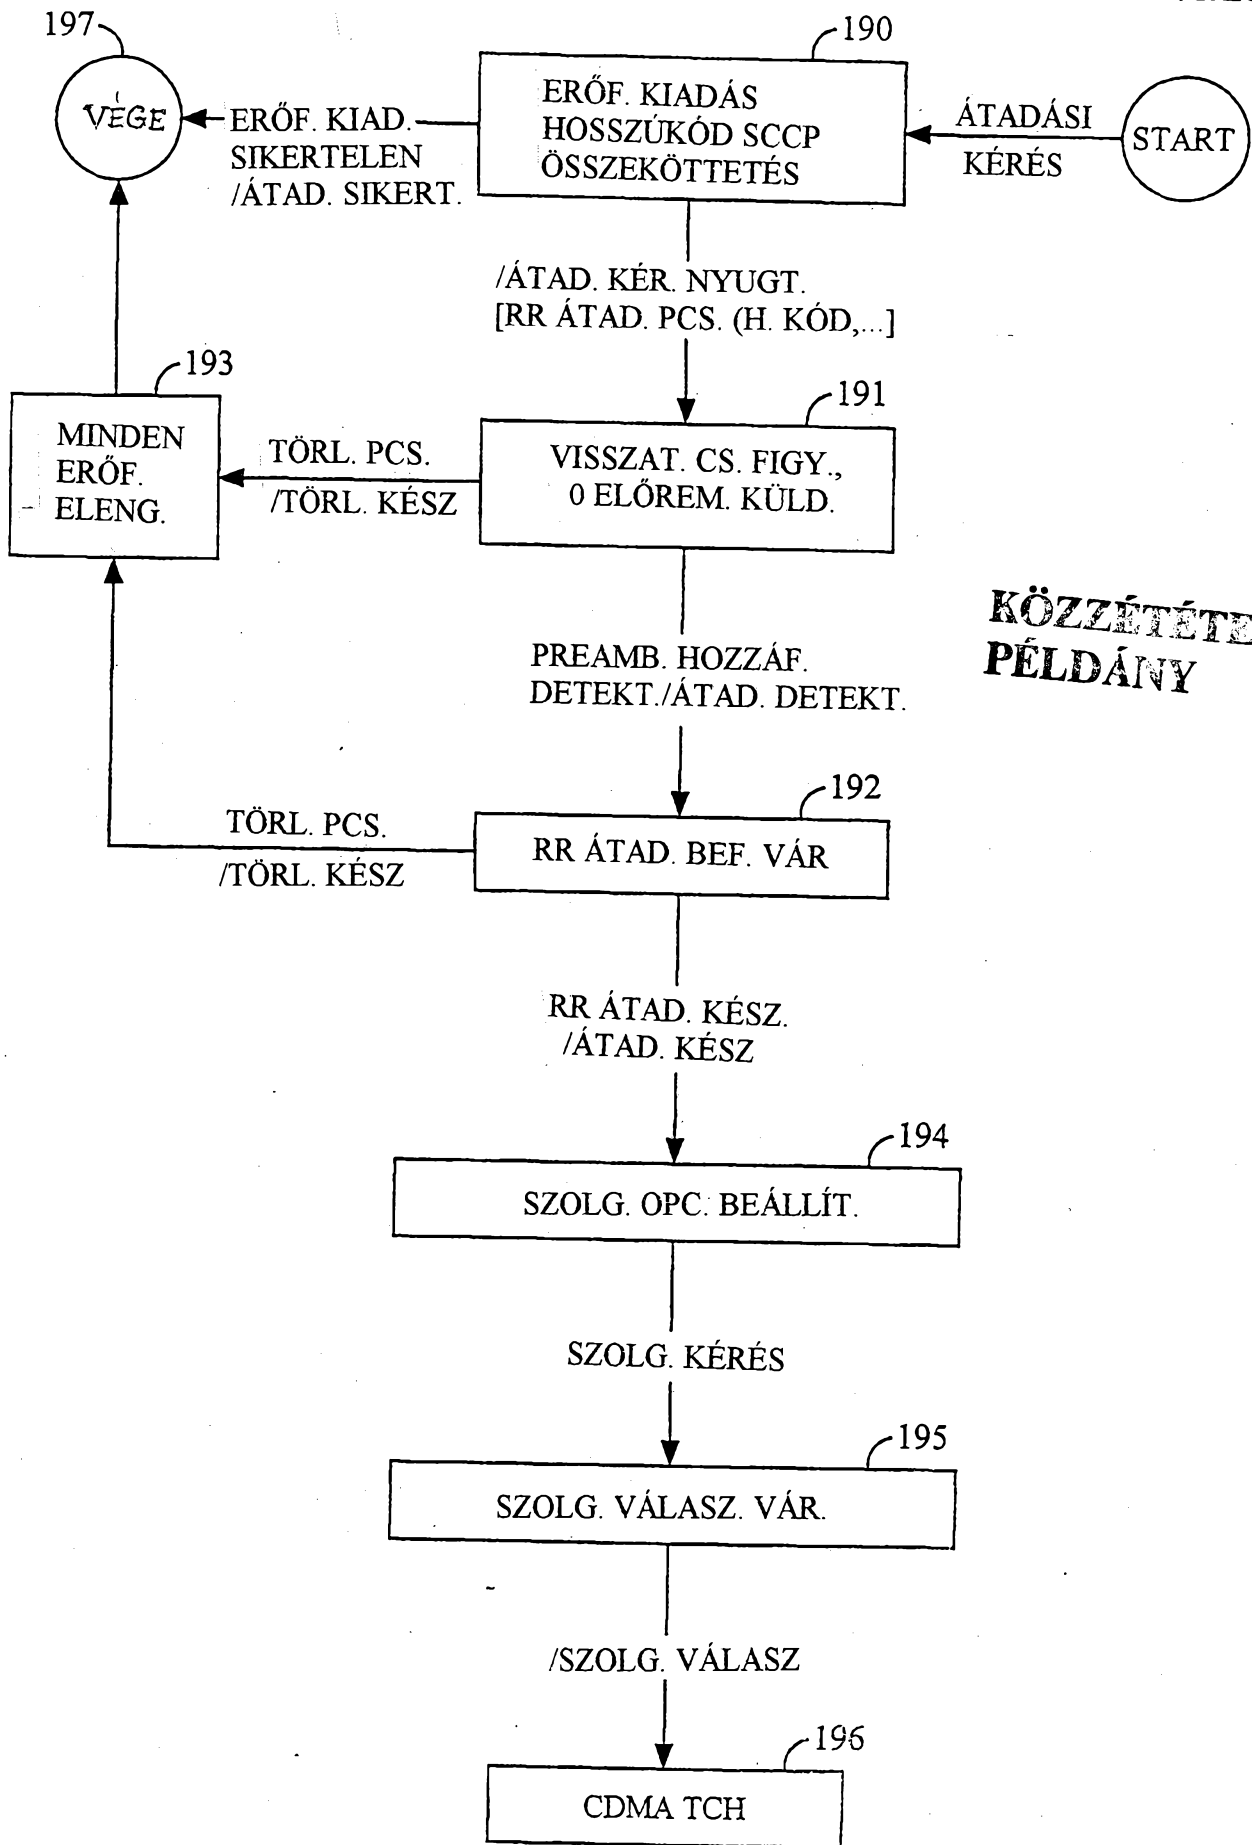 197
190
VÉGE
ERŐF. KIAD.
SIKERTELEN
/ÁTAD. SIKERT.
ERŐF. KIADÁS
HOSSZÚKÓD SCCP
ÖSSZEKÖTTETÉS
ÁTADÁSI
KÉRÉS
START
/ÁTAD. KÉR. NYUGT.
[RR ÁTAD. PCS. (H. KÓD,...]
193
191
MINDEN
ERŐF.
ELENG.
TÖRL. PCS.
/TÖRL. KÉSZ
VISSZAT. CS. FIGY.,
0 ELŐREM. KÜLD.
KÖZZÉTÉTE
PÉLDÁNY
PREAMB. HOZZÁF.
DETEKT./ÁTAD. DETEKT.
192
TÖRL. PCS.
/TÖRL. KÉSZ
RR ÁTAD. BEF. VÁR
RR ÁTAD. KÉSZ.
/ÁTAD. KÉSZ
194
SZOLG. OPC. BEÁLLÍT.
SZOLG. KÉRÉS
195
SZOLG. VÁLASZ. VÁR.
/SZOLG. VÁLASZ
196
CDMA TCH